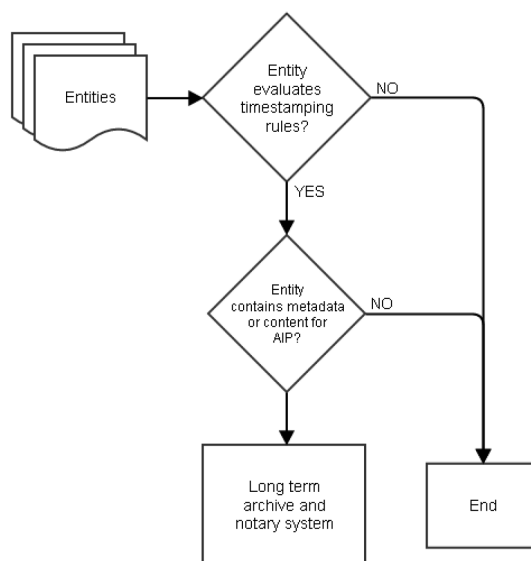 Entities
Entity
evaluates
timestamping
rules?
NO
YES
Entity
contains metadata
or content for
AIP?
NO
Long term
archive and
notary system
End